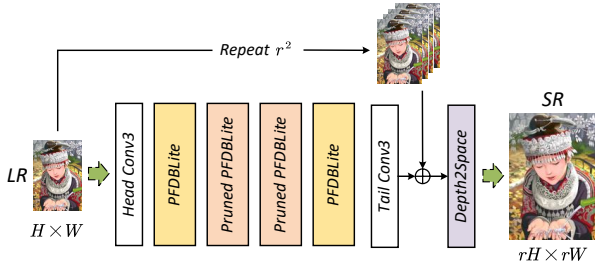 Repeat r²
LR
H×W
Head Conv3
PFDBLite
Pruned PFDBLite
Pruned PFDBLite
PFDBLite
Tail Conv3
Depth2Space
SR
rH×rW